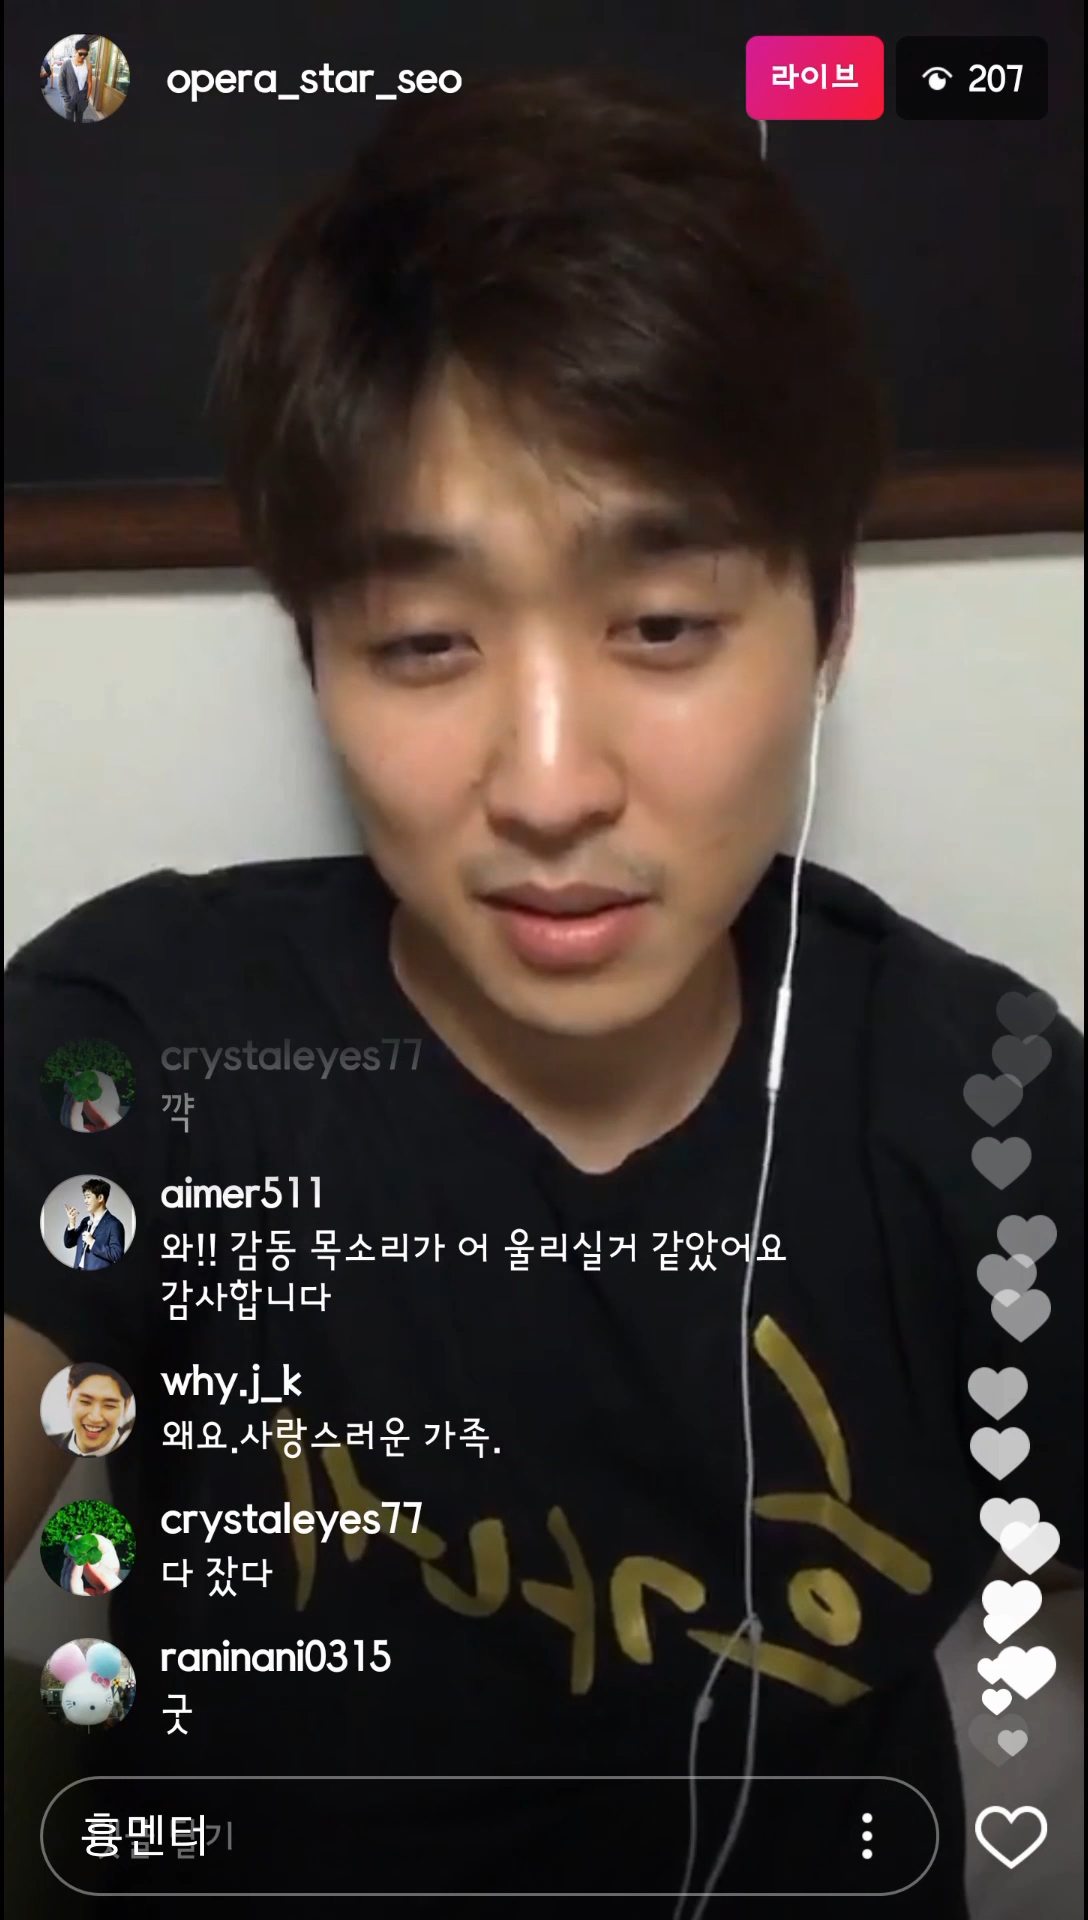 opera_star_seo
라이브
207
crystaleyes77
꺅
aimer511
와!! 감동 목소리가 어 울리실거 같았어요
감사합니다
why.j_k
왜요.사랑스러운 가족.
crystaleyes77
다 잤다
raninani0315
굿
흉멘터